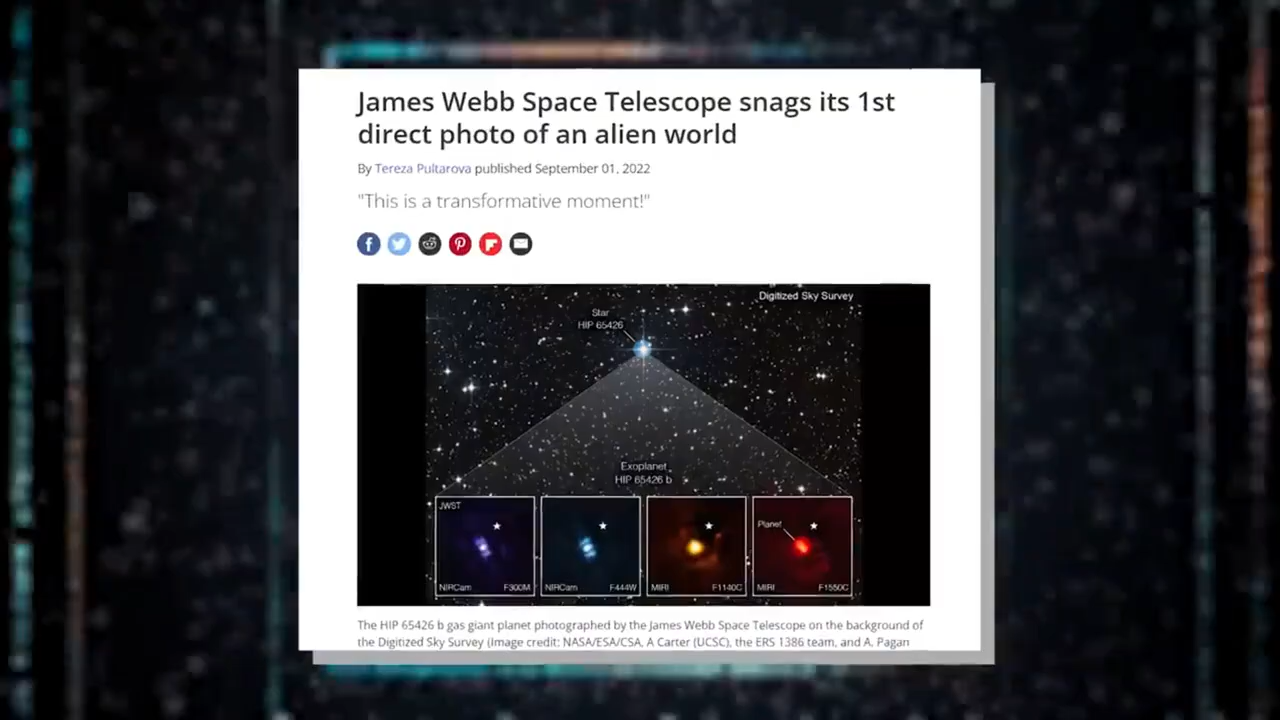 James Webb Space Telescope snags its 1st
direct photo of an alien world
By Tereza Pultarova published September 01, 2022
"This is a transformative moment!"
Digitized Sky Survey
Star
HIP 65426
Exoplanet
HIP 65426 b
JWST
NIRCam F300M
NIRCam F444W
MIRI F1140C
Planet
MIRI F1550C
The HIP 65426 b gas giant planet photographed by the James Webb Space Telescope on the background of
the Digitized Sky Survey (Image credit: NASA/ESA/CSA, A Carter (UCSC), the ERS 1386 team, and A. Pagan